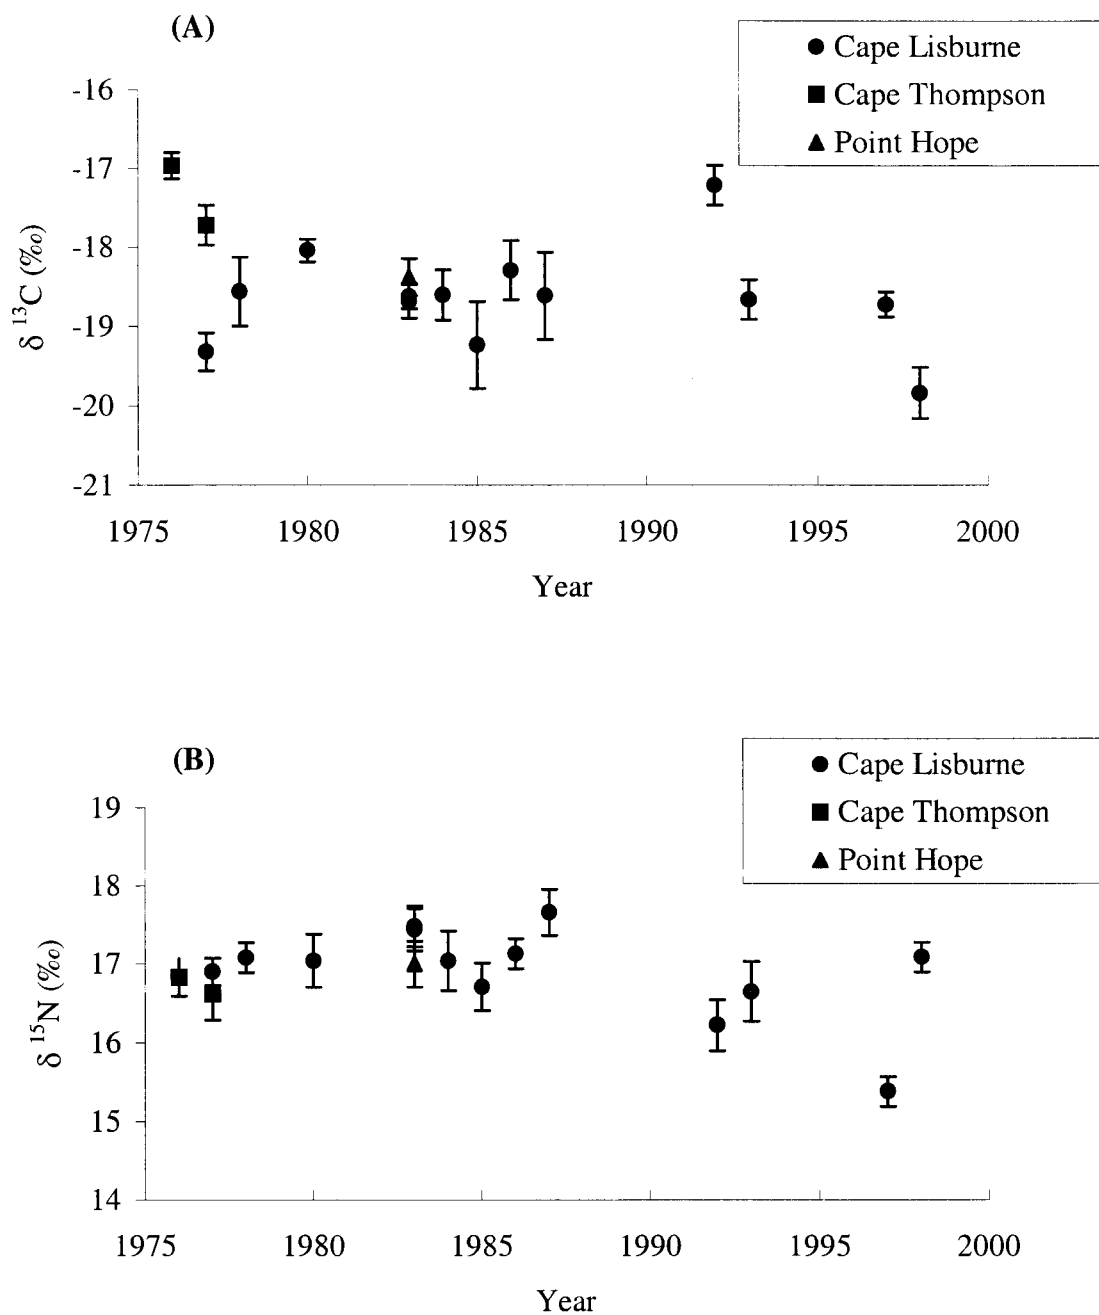 (A)
● Cape Lisburne
■ Cape Thompson
▲ Point Hope
-16
-17
-18
-19
-20
-21
δ ¹³C (‰)
1975 1980 1985 1990 1995 2000
Year
(B)
● Cape Lisburne
■ Cape Thompson
▲ Point Hope
19
18
17
16
15
14
δ ¹⁵N (‰)
1975 1980 1985 1990 1995 2000
Year